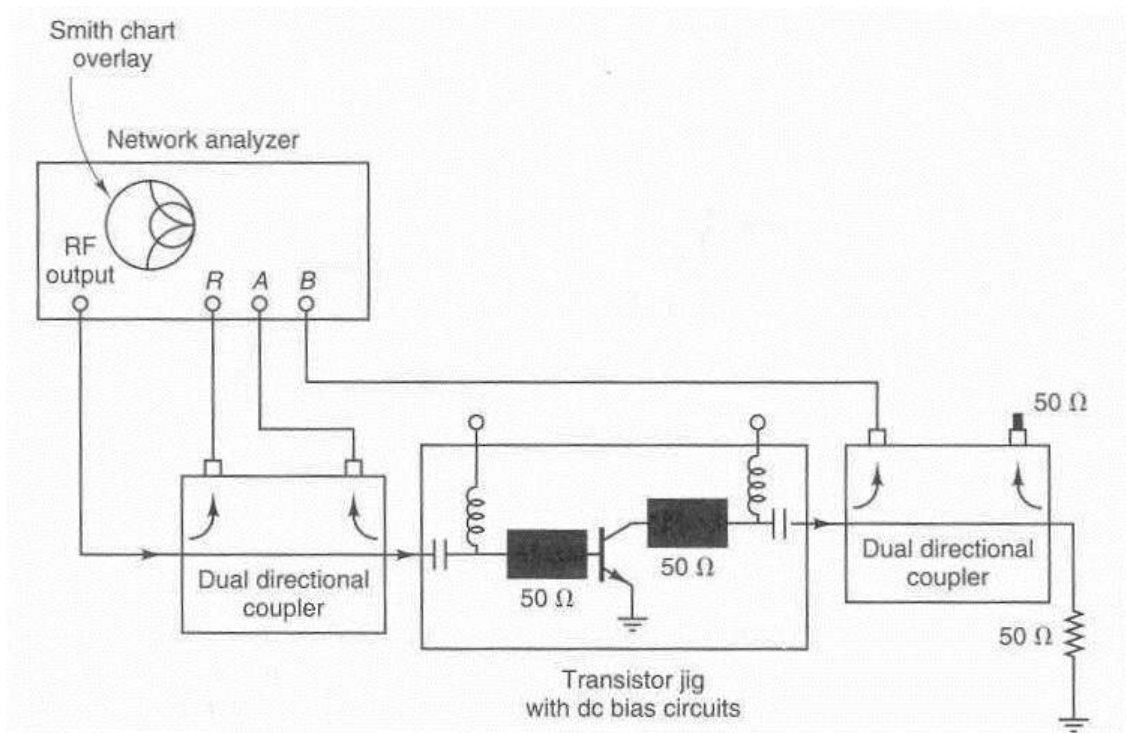 Smith chart
overlay
Network analyzer
RF
output
R A B
50 Ω
Dual directional
coupler
50 Ω
50 Ω
Dual directional
coupler
50 Ω
Transistor jig
with dc bias circuits